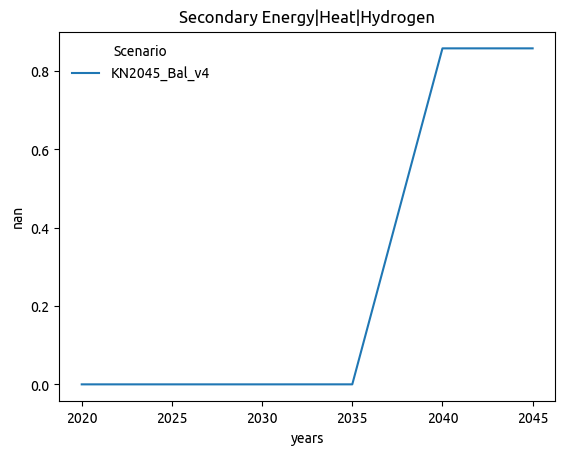 Secondary Energy|Heat|Hydrogen
Scenario
KN2045_Bal_v4
nan
0.8
0.6
0.4
0.2
0.0
2020 2025 2030 2035 2040 2045
years